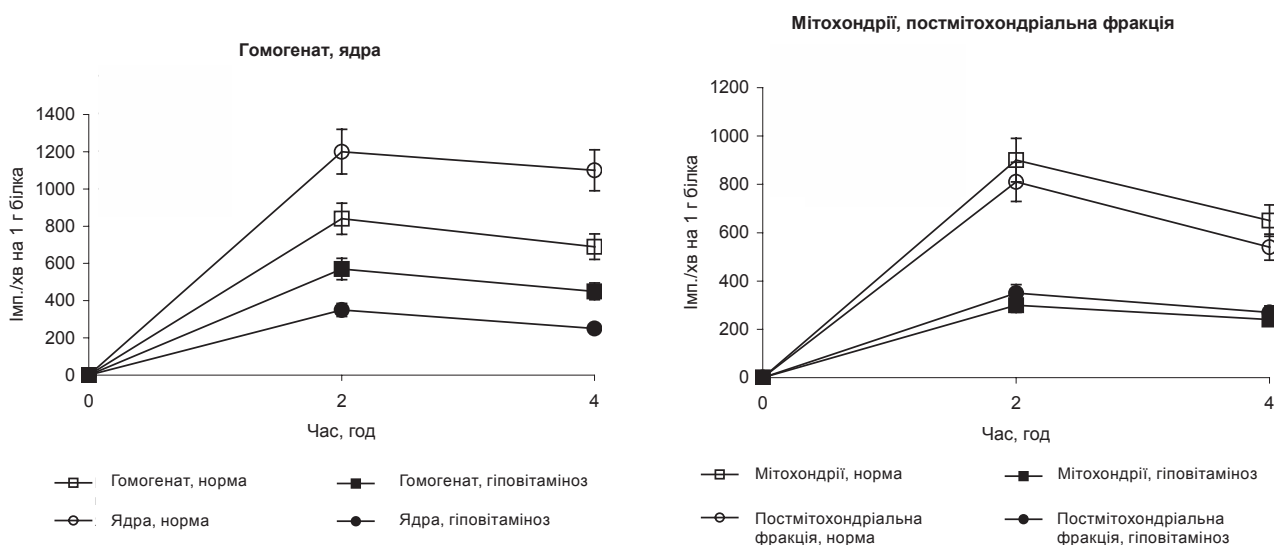 Гомогенат, ядра
1400
1200
1000
800
600
400
200
0
0
2
4
Імп./хв на 1 г білка
Час, год
Гомогенат, норма
Гомогенат, гіповітаміноз
Ядра, норма
Ядра, гіповітаміноз
Мітохондрії, постмітохондріальна фракція
1200
1000
800
600
400
200
0
0
2
4
Імп./хв на 1 г білка
Час, год
Мітохондрії, норма
Мітохондрії, гіповітаміноз
Постмітохондріальна
фракція, норма
Постмітохондріальна
фракція, гіповітаміноз